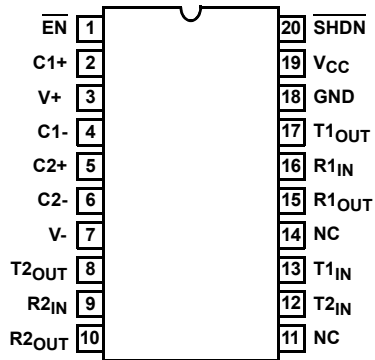 EN 1 20 SHDN
C1+ 2 19 VCC
V+ 3 18 GND
C1- 4 17 T1OUT
C2+ 5 16 R1IN
C2- 6 15 R1OUT
V- 7 14 NC
T2OUT 8 13 T1IN
R2IN 9 12 T2IN
R2OUT 10 11 NC